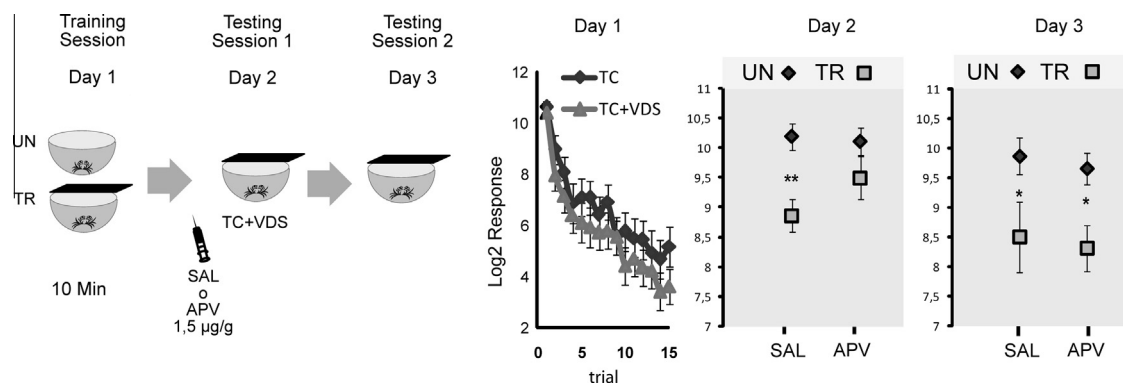 Training
Session
Day 1
UN
TR
10 Min
Testing
Session 1
Day 2
TC+VDS
SAL
o
APV
1,5 µg/g
Testing
Session 2
Day 3
Day 1
Log2 Response
12
10
8
6
4
2
TC
TC+VDS
0 5 10 15
trial
Day 2
UN TR
11
10,5
10
9,5
9
8,5
8
7,5
7
**
SAL APV
Day 3
UN TR
11
10,5
10
9,5
9
8,5
8
7,5
7
*
*
SAL APV